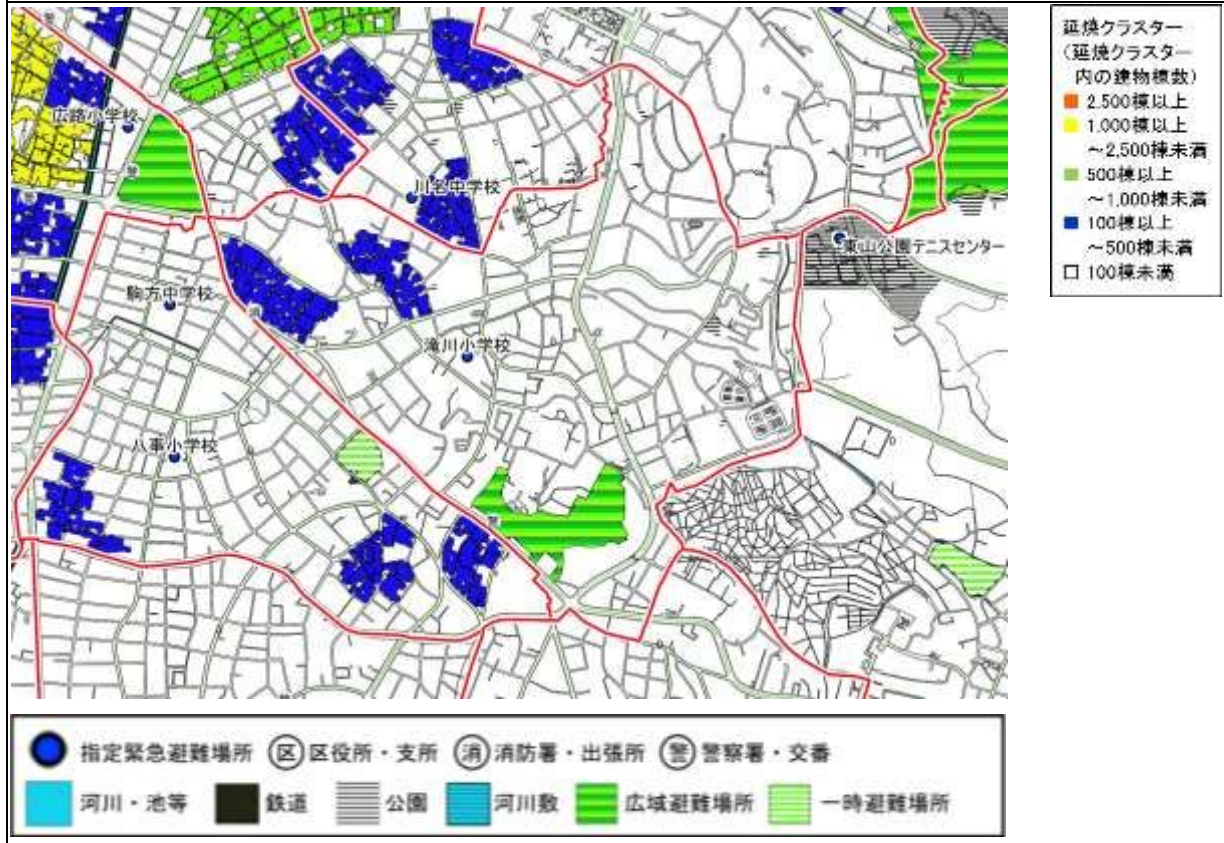 広路小学校
川名中学校
東山公園テニスセンター
駒方中学校
滝川小学校
八事小学校
延焼クラスター
(延焼クラスター
内の建物棟数)
2,500棟以上
1,000棟以上
～2,500棟未満
500棟以上
～1,000棟未満
100棟以上
～500棟未満
100棟未満
指定緊急避難場所 区 区役所・支所 消 消防署・出張所 警 警察署・交番
河川・池等 鉄道 公園 河川敷 広域避難場所 一時避難場所